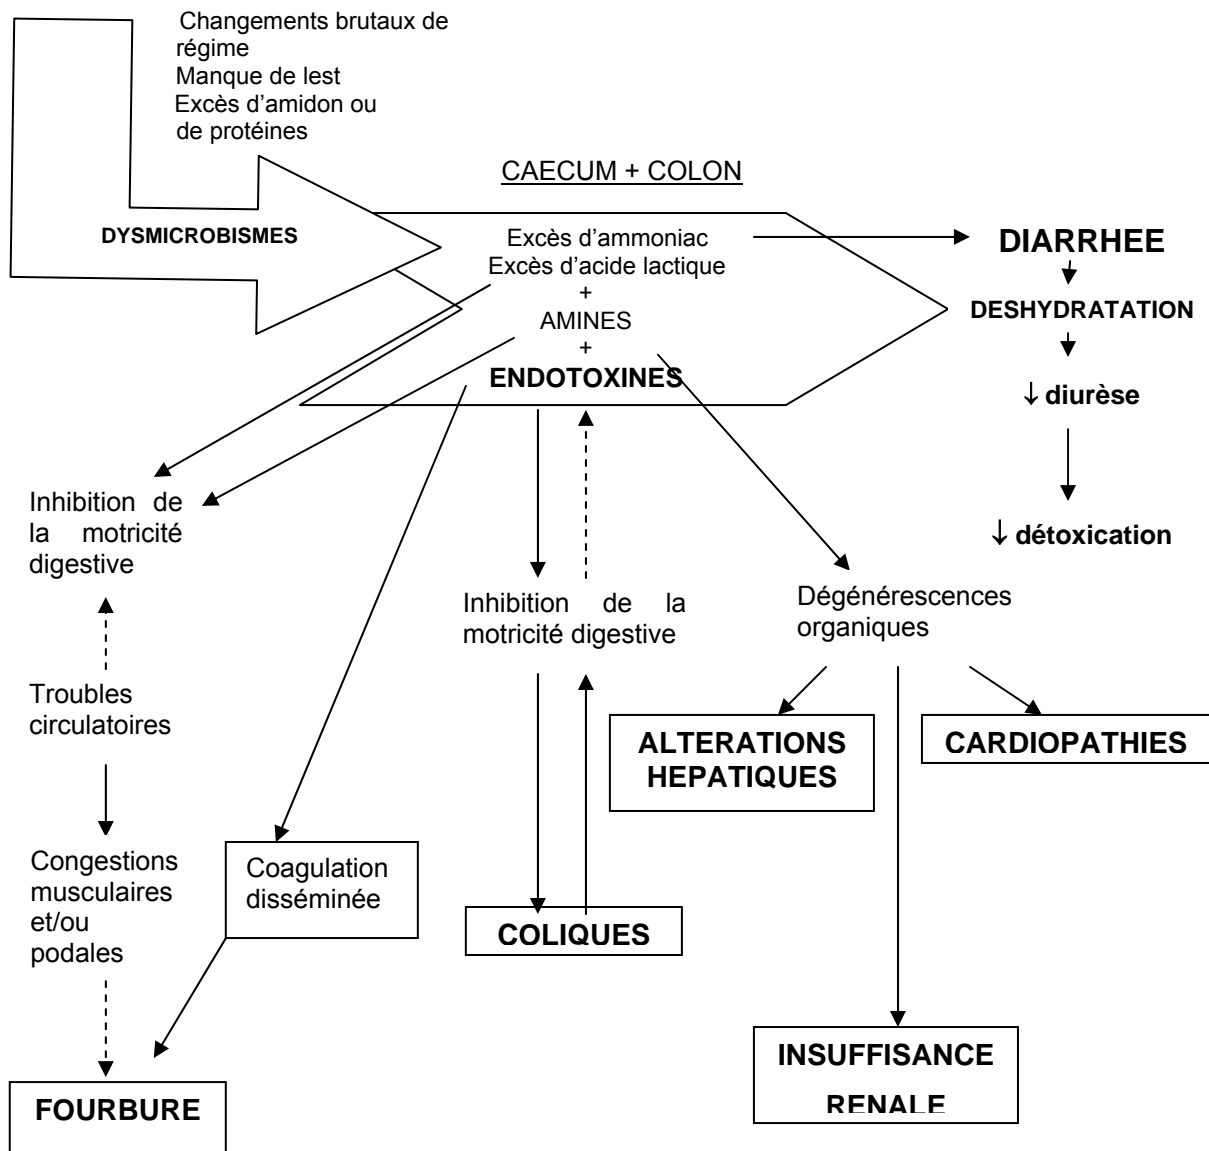 Changements brutaux de
régime
Manque de lest
Excès d'amidon ou
de protéines
CAECUM + COLON
DYSMICROBISMES
Excès d'ammoniac
Excès d'acide lactique
+
AMINES
+
ENDOTOXINES
DIARRHEE
DESHYDRATATION
↓ diurèse
↓ détoxication
Inhibition de
la motricité
digestive
Inhibition de la
motricité digestive
Dégénérescences
organiques
Troubles
circulatoires
ALTERATIONS
HEPATIQUES
CARDIOPATHIES
Congestions
musculaires
et/ou
podales
Coagulation
disséminée
COLIQUES
INSUFFISANCE
RENALE
FOURBURE